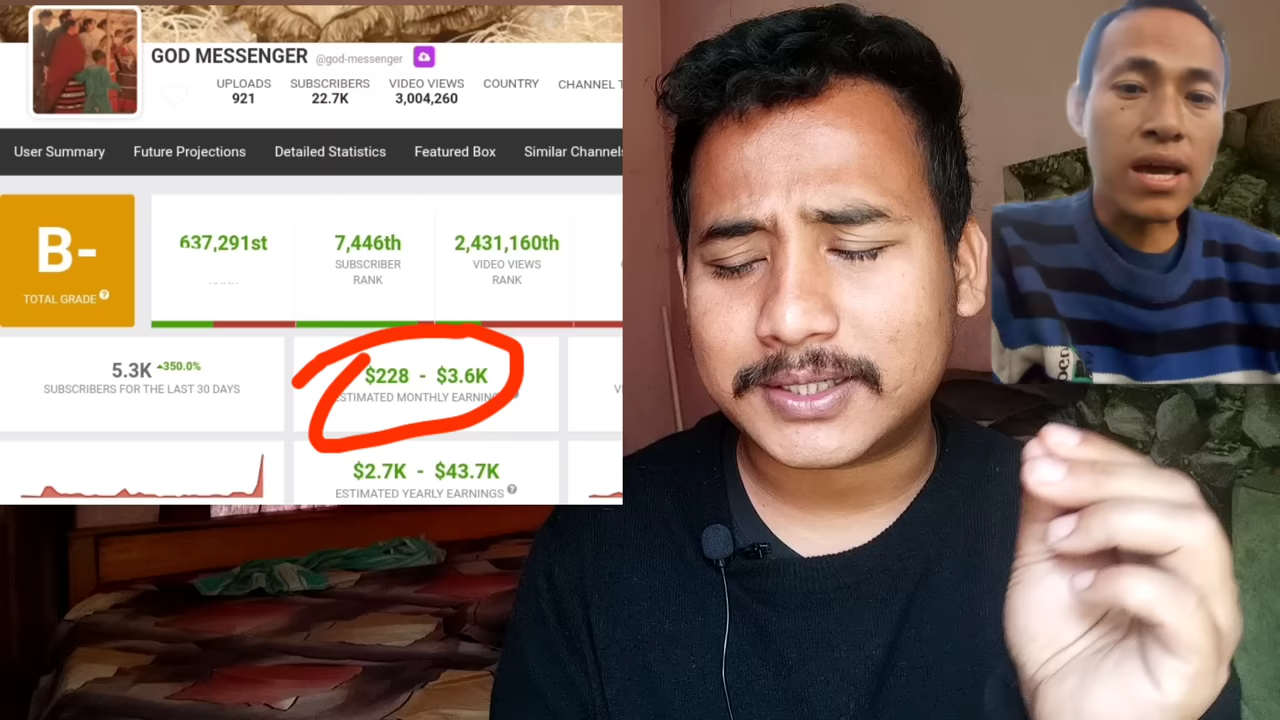 GOD MESSENGER @god-messenger
UPLOADS SUBSCRIBERS VIDEO VIEWS COUNTRY CHANNEL T
921 22.7K 3,004,260
User Summary Future Projections Detailed Statistics Featured Box Similar Channels
B-
TOTAL GRADE ?
637,291st 7,446th 2,431,160th
SUBSCRIBER VIDEO VIEWS
RANK RANK
5.3K 350.0%
SUBSCRIBERS FOR THE LAST 30 DAYS
$228 - $3.6K
ESTIMATED MONTHLY EARNING
$2.7K - $43.7K
ESTIMATED YEARLY EARNINGS ?